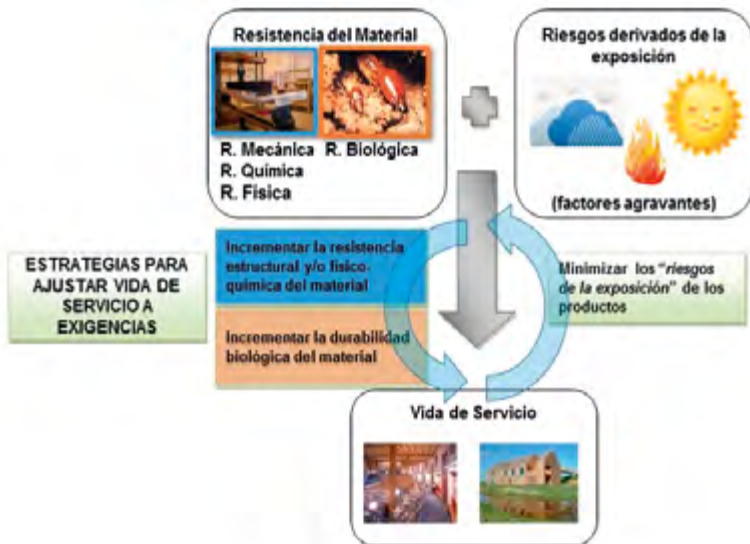 Resistencia del Material
R. Mecánica
R. Química
R. Física
R. Biológica
Riesgos derivados de la
exposición
(factores agravantes)
ESTRATEGIAS PARA
AJUSTAR VIDA DE
SERVICIO A
EXIGENCIAS
Incrementar la resistencia
estructural y/o físico-
química del material
Incrementar la durabilidad
biológica del material
Minimizar los "riesgos
de la exposición" de los
productos
Vida de Servicio